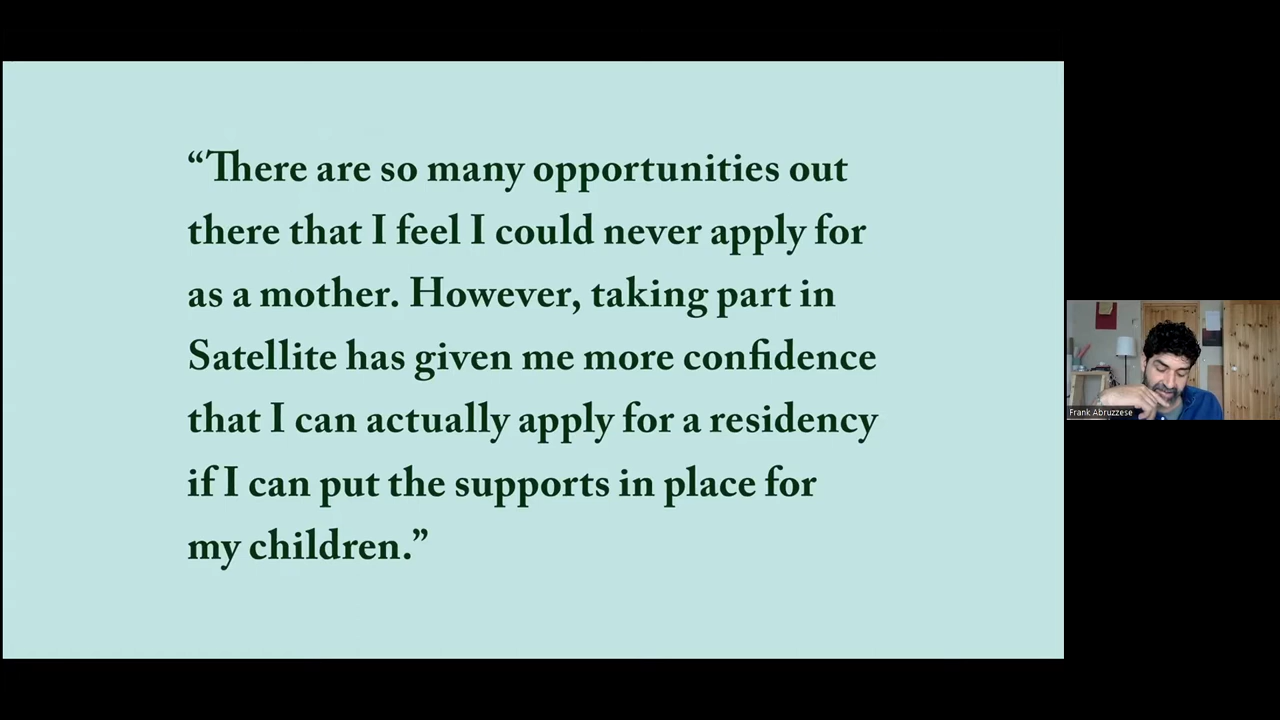 “There are so many opportunities out
there that I feel I could never apply for
as a mother. However, taking part in
Satellite has given me more confidence
that I can actually apply for a residency
if I can put the supports in place for
my children.”
Frank Abruzzese